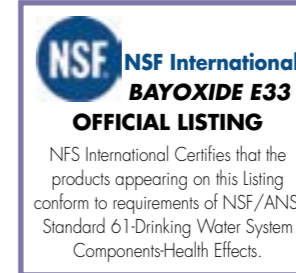 NSF
NSF International
BAYOXIDE E33
OFFICIAL LISTING
NFS International Certifies that the
products appearing on this Listing
conform to requirements of NSF/ANS
Standard 61-Drinking Water System
Components-Health Effects.